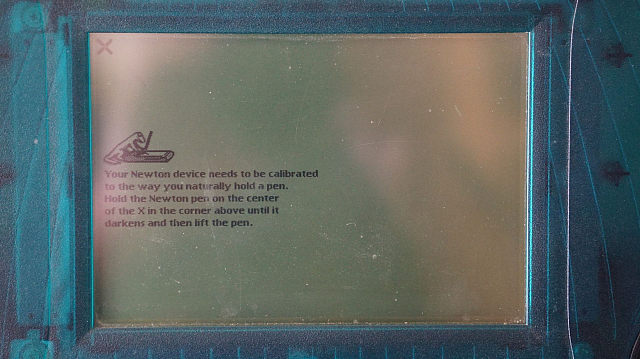 Your Newton device needs to be calibrated
to the way you naturally hold a pen.
Hold the Newton pen on the center
of the X in the corner above until it
darkens and then lift the pen.